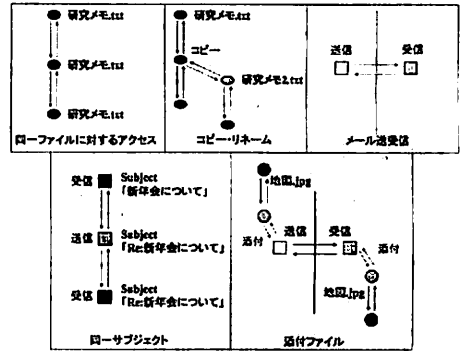 研究メモ.txt
研究メモ.txt
研究メモ.txt
同一ファイルに対するアクセス
コピー
研究メモ2.txt
コピー・リネーム
送信
受信
メール送受信
受信
Subject
「新年会について」
送信
Subject
「Re:新年会について」
受信
Subject
「Re:新年会について」
同一サブジェクト
地図.jpg
添付
送信
受信
添付
地図.jpg
添付ファイル